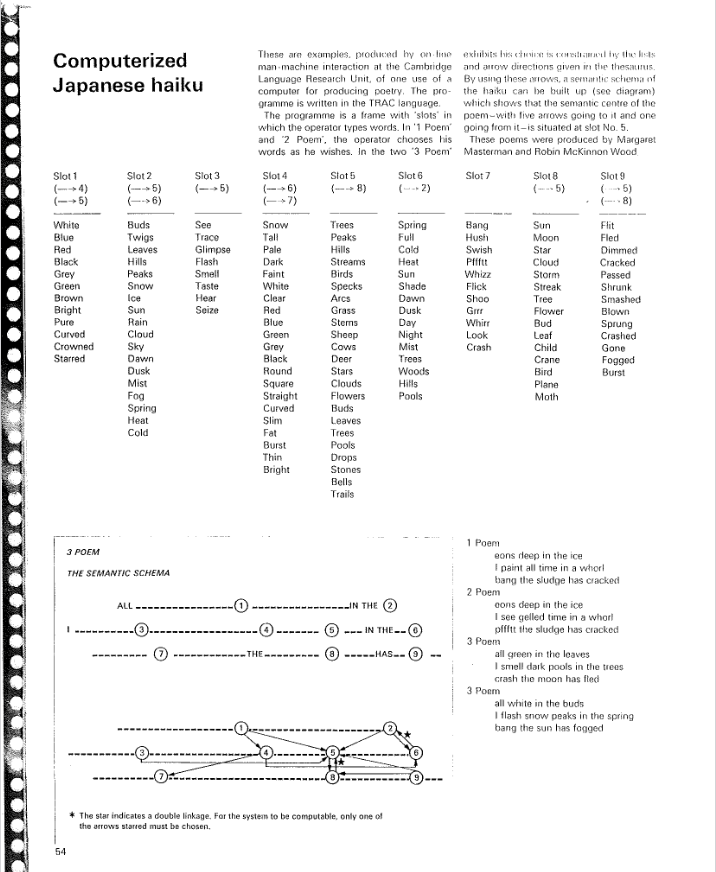 Computerized
Japanese haiku
These are examples, produced by on-line
man-machine interaction at the Cambridge
Language Research Unit, of one use of a
computer for producing poetry. The pro-
gramme is written in the TRAC language.
The programme is a frame with 'slots' in
which the operator types words. In '1 Poem'
and '2 Poem', the operator chooses his
words as he wishes. In the two '3 Poem'
exhibits his choice is constrained by the lists
and arrow directions given in the thesaurus.
By using these arrows, a semantic schema of
the haiku can be built up (see diagram)
which shows that the semantic centre of the
poem–with five arrows going to it and one
going from it–is situated at slot No. 5.
These poems were produced by Margaret
Masterman and Robin McKinnon Wood
Slot 1
(--→ 4)
(--→ 5)
White
Blue
Red
Black
Grey
Green
Brown
Bright
Pure
Curved
Crowned
Starred
Slot 2
(--→ 5)
(--→ 6)
Buds
Twigs
Leaves
Hills
Peaks
Snow
Ice
Sun
Rain
Cloud
Sky
Dawn
Dusk
Mist
Fog
Spring
Heat
Cold
Slot 3
(--→ 5)
See
Trace
Glimpse
Flash
Smell
Taste
Hear
Seize
Slot 4
(--→ 6)
(--→ 7)
Snow
Tall
Pale
Dark
Faint
White
Clear
Red
Blue
Green
Grey
Black
Round
Square
Straight
Curved
Slim
Fat
Burst
Thin
Bright
Slot 5
(--→ 8)
Trees
Peaks
Hills
Streams
Birds
Specks
Arcs
Grass
Stems
Sheep
Cows
Deer
Stars
Clouds
Flowers
Buds
Leaves
Trees
Pools
Drops
Stones
Bells
Trails
Slot 6
(--→ 2)
Spring
Full
Cold
Heat
Sun
Shade
Dawn
Dusk
Day
Night
Mist
Trees
Woods
Hills
Pools
Slot 7
Bang
Hush
Swish
Pffftt
Whizz
Flick
Shoo
Grrr
Whirr
Look
Crash
Slot 8
(--→ 5)
Sun
Moon
Star
Cloud
Storm
Streak
Tree
Flower
Bud
Leaf
Child
Crane
Bird
Plane
Moth
Slot 9
(--→ 5)
(--→ 8)
Flit
Fled
Dimmed
Cracked
Passed
Shrunk
Smashed
Blown
Sprung
Crashed
Gone
Fogged
Burst
3 POEM
THE SEMANTIC SCHEMA
ALL 1 IN THE 2
I 3 4 5 IN THE 6
7 THE 8 HAS 9
1 2
3 4 5 ★ 6 ★
7 8 9
* The star indicates a double linkage. For the system to be computable, only one of
the arrows starred must be chosen.
1 Poem
eons deep in the ice
I paint all time in a whorl
bang the sludge has cracked
2 Poem
eons deep in the ice
I see gelled time in a whorl
pffftt the sludge has cracked
3 Poem
all green in the leaves
I smell dark pools in the trees
crash the moon has fled
3 Poem
all white in the buds
I flash snow peaks in the spring
bang the sun has fogged
54